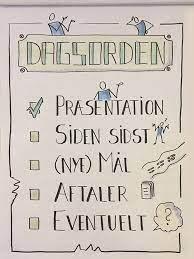 DAGSORDEN
PRÆSENTATION
SIDEN SIDST
(NYE) MÅL
AFTALER
EVENTUELT
?